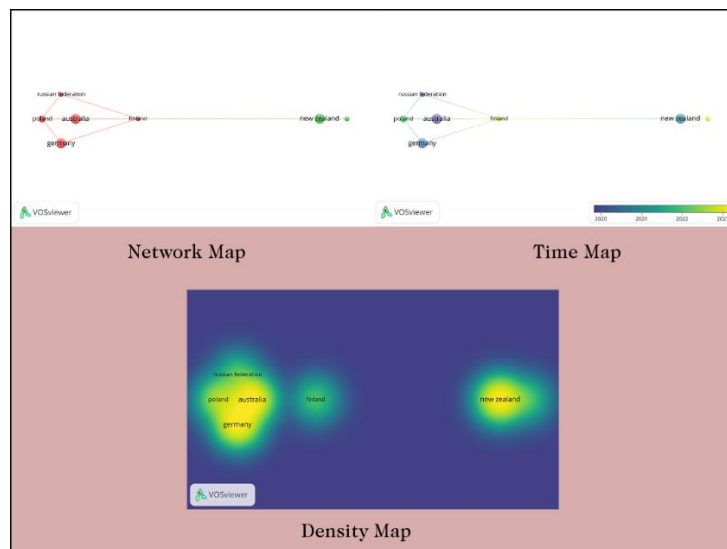 russian federation
poland
australia
finland
new zealand
germany
VOSviewer
russian federation
poland
australia
finland
new zealand
germany
VOSviewer
2020 2021 2022 2023
Network Map
Time Map
russian federation
poland australia
finland
new zealand
germany
VOSviewer
Density Map